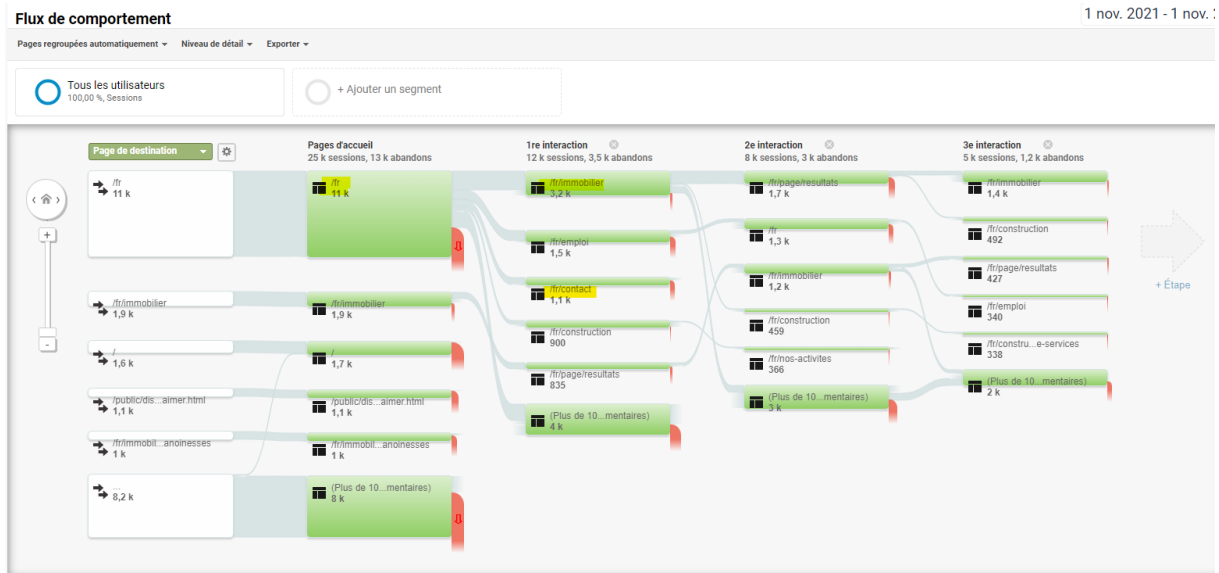 Flux de comportement
1 nov. 2021 - 1 nov.
Pages regroupées automatiquement
Niveau de détail
Exporter
Tous les utilisateurs
100,00 %, Sessions
+ Ajouter un segment
Page de destination
/fr
11 k
/fr/immobilier
1,9 k
/
1,6 k
/public/dis...aimer.html
1,1 k
/fr/immobil...anoinesses
1 k
...
8,2 k
Pages d'accueil
25 k sessions, 13 k abandons
/fr
11 k
/fr/immobilier
1,9 k
/
1,7 k
/public/dis...aimer.html
1,1 k
/fr/immobil...anoinesses
1 k
(Plus de 10...mentaires)
8 k
1re interaction
12 k sessions, 3,5 k abandons
/fr/immobilier
3,2 k
/fr/emploi
1,5 k
/fr/contact
1,1 k
/fr/construction
900
/fr/page/resultats
835
(Plus de 10...mentaires)
4 k
2e interaction
8 k sessions, 3 k abandons
/fr/page/resultats
1,7 k
/fr
1,3 k
/fr/immobilier
1,2 k
/fr/construction
459
/fr/nos-activites
366
(Plus de 10...mentaires)
3 k
3e interaction
5 k sessions, 1,2 k abandons
/fr/immobilier
1,4 k
/fr/construction
492
/fr/page/resultats
427
/fr/emploi
340
/fr/constru...e-services
338
(Plus de 10...mentaires)
2 k
+ Étape